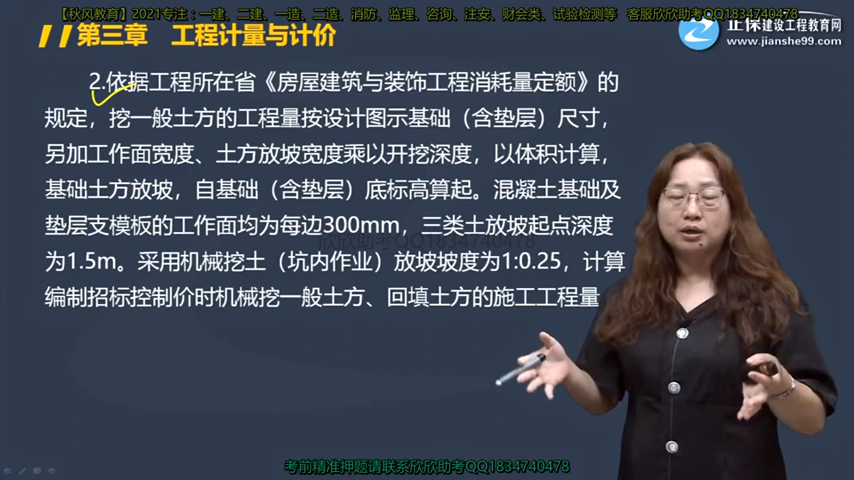 【秋风教育】2021专注：一建、二建、一造、二造、消防、监理、咨询、注安、财会类、试验检测等 客服欣欣助考QQ1834740478
第三章 工程计量与计价
正保建设工程教育网
www.jianshe99.com
2.依据工程所在省《房屋建筑与装饰工程消耗量定额》的
规定，挖一般土方的工程量按设计图示基础（含垫层）尺寸，
另加工作面宽度、土方放坡宽度乘以开挖深度，以体积计算，
基础土方放坡，自基础（含垫层）底标高算起。混凝土基础及
垫层支模板的工作面均为每边300mm，三类土放坡起点深度
欣欣助考QQ1834740478
为1.5m。采用机械挖土（坑内作业）放坡坡度为1:0.25，计算
编制招标控制价时机械挖一般土方、回填土方的施工工程量
考前精准押题请联系欣欣助考QQ1834740478